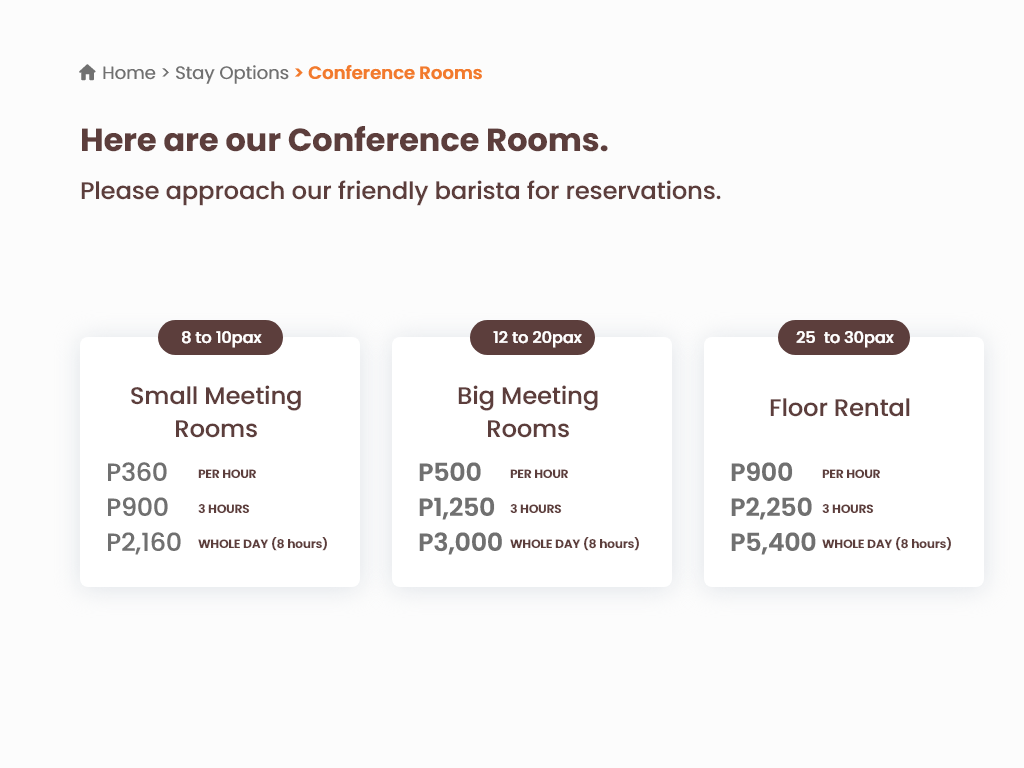 Home > Stay Options > Conference Rooms
Here are our Conference Rooms.
Please approach our friendly barista for reservations.
8 to 10pax
Small Meeting
Rooms
P360 PER HOUR
P900 3 HOURS
P2,160 WHOLE DAY (8 hours)
12 to 20pax
Big Meeting
Rooms
P500 PER HOUR
P1,250 3 HOURS
P3,000 WHOLE DAY (8 hours)
25 to 30pax
Floor Rental
P900 PER HOUR
P2,250 3 HOURS
P5,400 WHOLE DAY (8 hours)